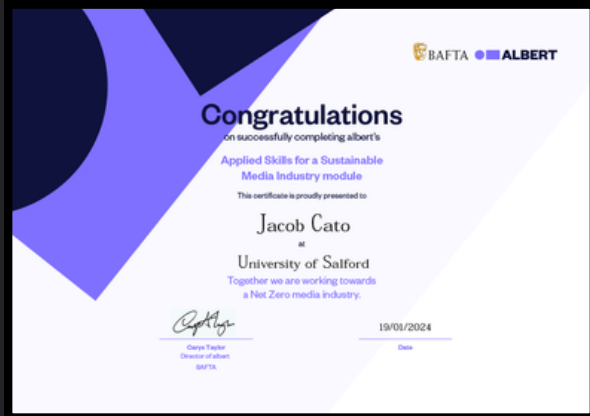 BAFTA ALBERT
Congratulations
on successfully completing albert's
Applied Skills for a Sustainable
Media Industry module
This certificate is proudly presented to
Jacob Cato
at
University of Salford
Together we are working towards
a Net Zero media industry.
19/01/2024
Carys Taylor
Date
Director of albert
BAFTA